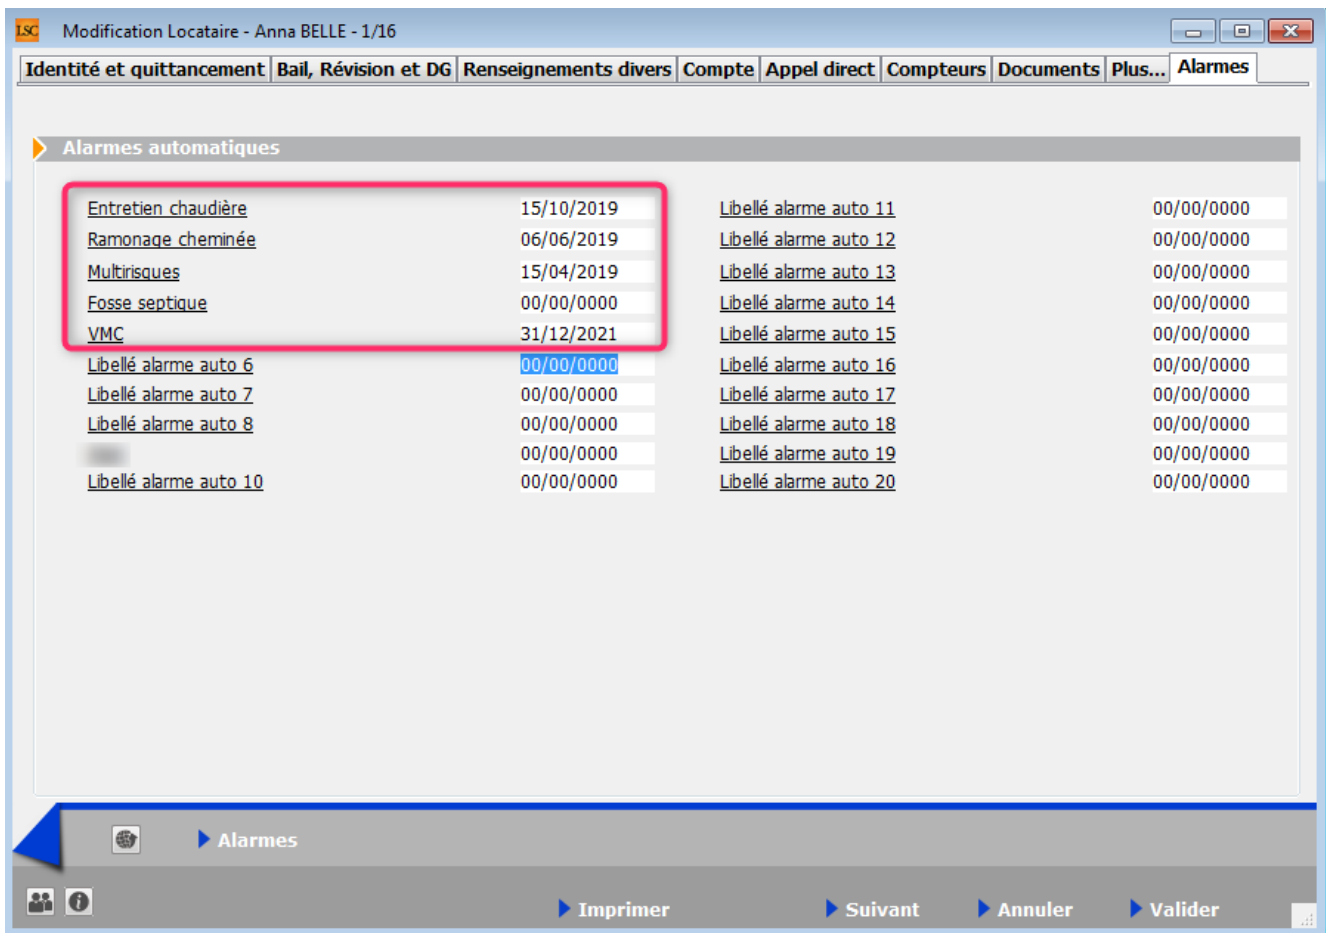 LSC Modification Locataire - Anna BELLE - 1/16
Identité et quittancement Bail, Révision et DG Renseignements divers Compte Appel direct Compteurs Documents Plus... Alarmes
Alarmes automatiques
Entretien chaudière 15/10/2019 Libellé alarme auto 11 00/00/0000
Ramonage cheminée 06/06/2019 Libellé alarme auto 12 00/00/0000
Multirisques 15/04/2019 Libellé alarme auto 13 00/00/0000
Fosse septique 00/00/0000 Libellé alarme auto 14 00/00/0000
VMC 31/12/2021 Libellé alarme auto 15 00/00/0000
Libellé alarme auto 6 00/00/0000 Libellé alarme auto 16 00/00/0000
Libellé alarme auto 7 00/00/0000 Libellé alarme auto 17 00/00/0000
Libellé alarme auto 8 00/00/0000 Libellé alarme auto 18 00/00/0000
00/00/0000 Libellé alarme auto 19 00/00/0000
Libellé alarme auto 10 00/00/0000 Libellé alarme auto 20 00/00/0000
Alarmes
Imprimer Suivant Annuler Valider